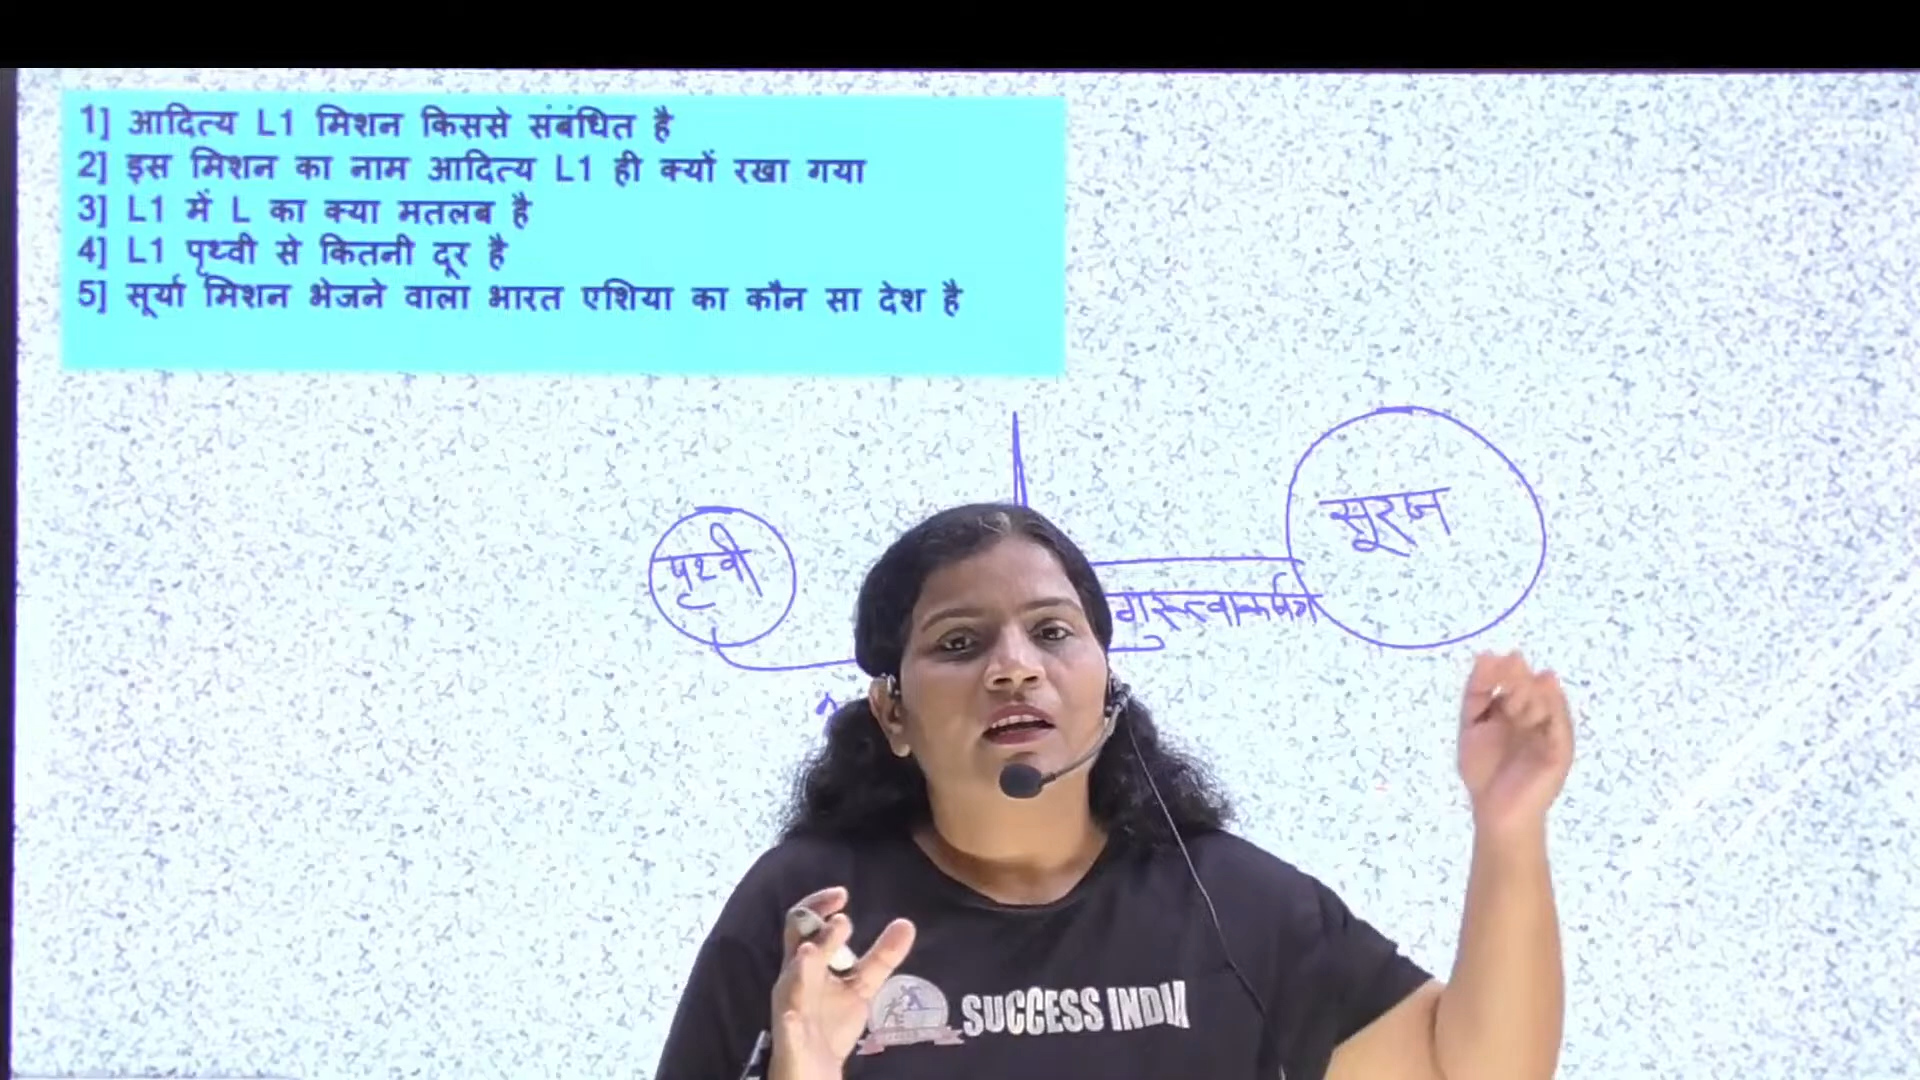 1] आदित्य L1 मिशन किससे संबंधित है
2] इस मिशन का नाम आदित्य L1 ही क्यों रखा गया
3] L1 में L का क्या मतलब है
4] L1 पृथ्वी से कितनी दूर है
5] सूर्या मिशन भेजने वाला भारत एशिया का कौन सा देश है
सूरज
पृथ्वी
SUCCESS INDIA